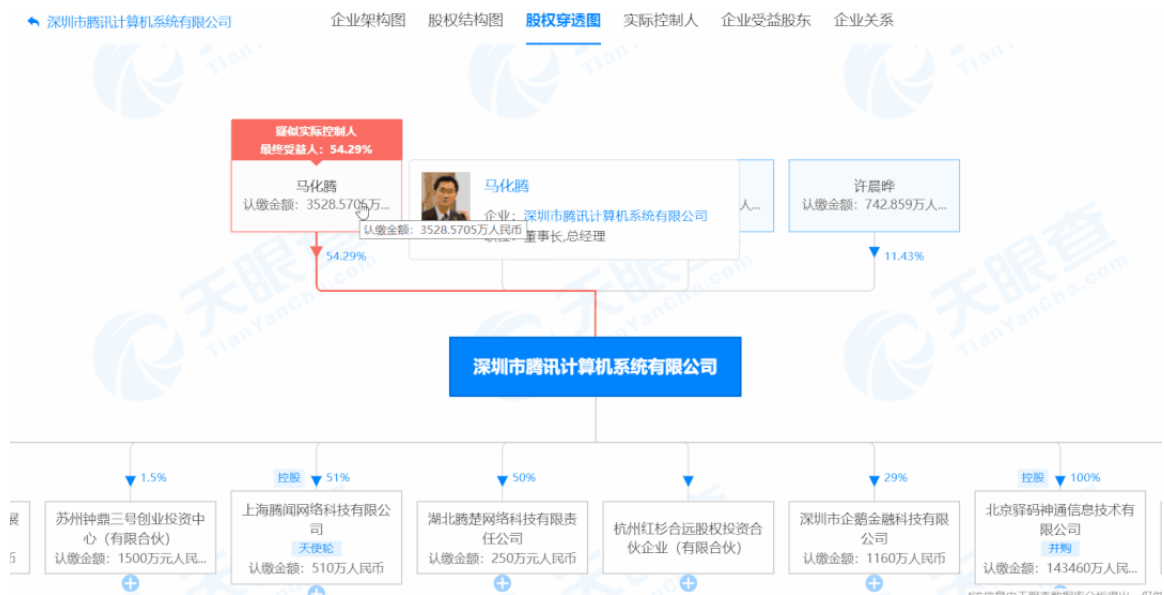 深圳市腾讯计算机系统有限公司
企业架构图 股权结构图 股权穿透图 实际控制人 企业受益股东 企业关系
疑似实际控制人
最终受益人：54.29%
马化腾
认缴金额：3528.5705万...
马化腾
企业：深圳市腾讯计算机系统有限公司
董事长,总经理
认缴金额：3528.5705万人民币
人...
许晨晔
认缴金额：742.859万人...
54.29%
11.43%
深圳市腾讯计算机系统有限公司
1.5%
控股 51%
50%
29%
控股 100%
展
币
苏州钟鼎三号创业投资中
心（有限合伙）
认缴金额：1500万元人民...
上海腾闻网络科技有限公
司
天使轮
认缴金额：510万人民币
湖北腾楚网络科技有限责
任公司
认缴金额：250万元人民币
杭州红杉合远股权投资合
伙企业（有限合伙）
深圳市企鹅金融科技有限
公司
认缴金额：1160万人民币
北京驿码神通信息技术有
限公司
并购
认缴金额：143460万人民...
天眼查
TianYanCha.com